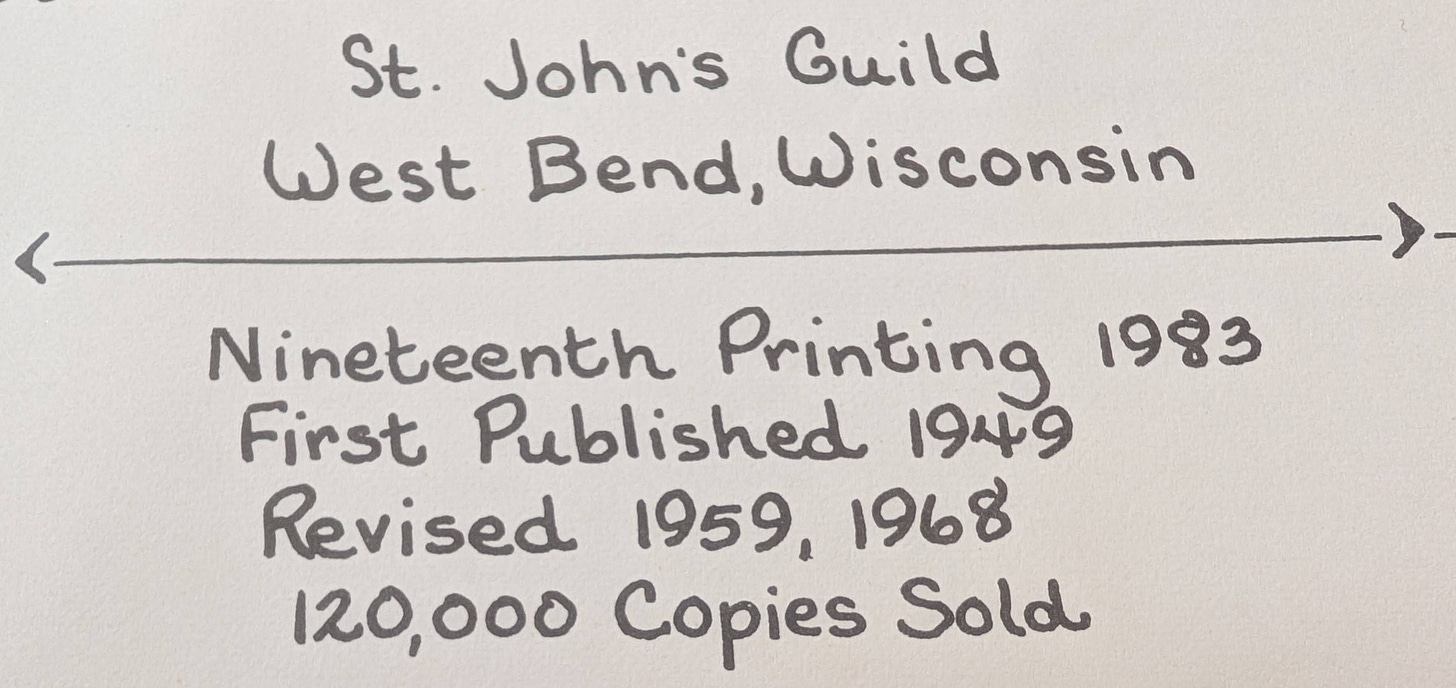 St. John's Guild
West Bend, Wisconsin
Nineteenth Printing 1983
First Published 1949
Revised 1959, 1968
120,000 Copies Sold